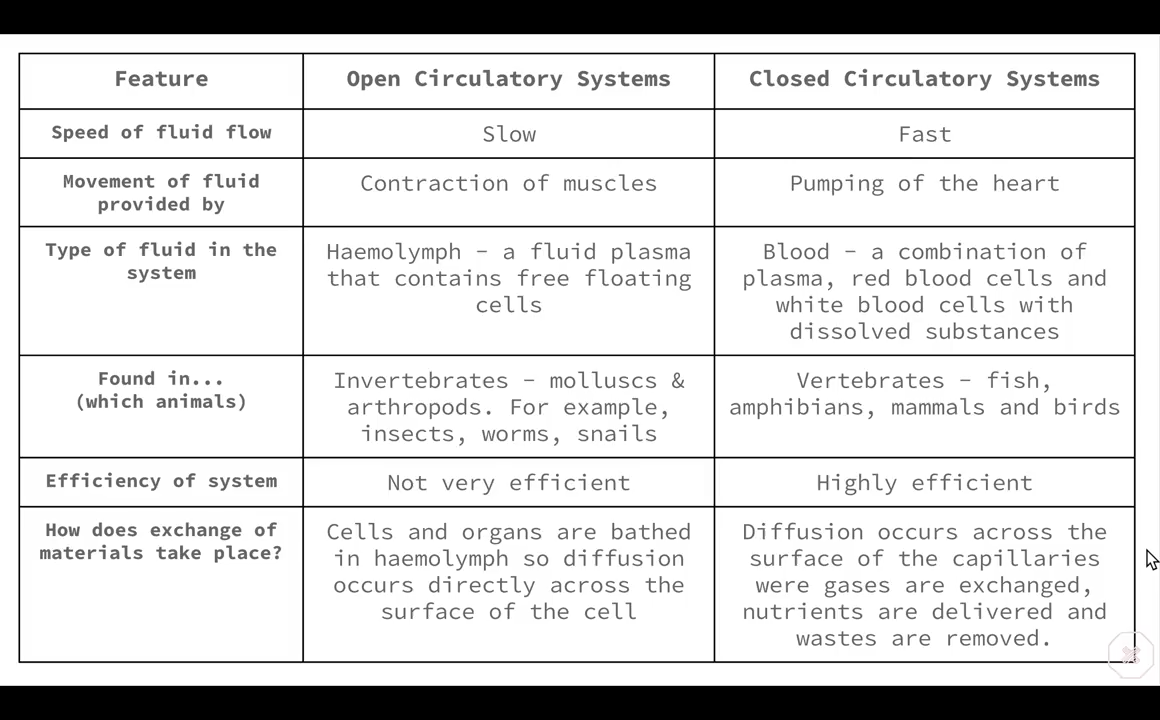 Feature
Open Circulatory Systems
Closed Circulatory Systems
Speed of fluid flow
Slow
Fast
Movement of fluid
provided by
Contraction of muscles
Pumping of the heart
Type of fluid in the
system
Haemolymph - a fluid plasma
that contains free floating
cells
Blood - a combination of
plasma, red blood cells and
white blood cells with
dissolved substances
Found in...
(which animals)
Invertebrates - molluscs &
arthropods. For example,
insects, worms, snails
Vertebrates - fish,
amphibians, mammals and birds
Efficiency of system
Not very efficient
Highly efficient
How does exchange of
materials take place?
Cells and organs are bathed
in haemolymph so diffusion
occurs directly across the
surface of the cell
Diffusion occurs across the
surface of the capillaries
were gases are exchanged,
nutrients are delivered and
wastes are removed.